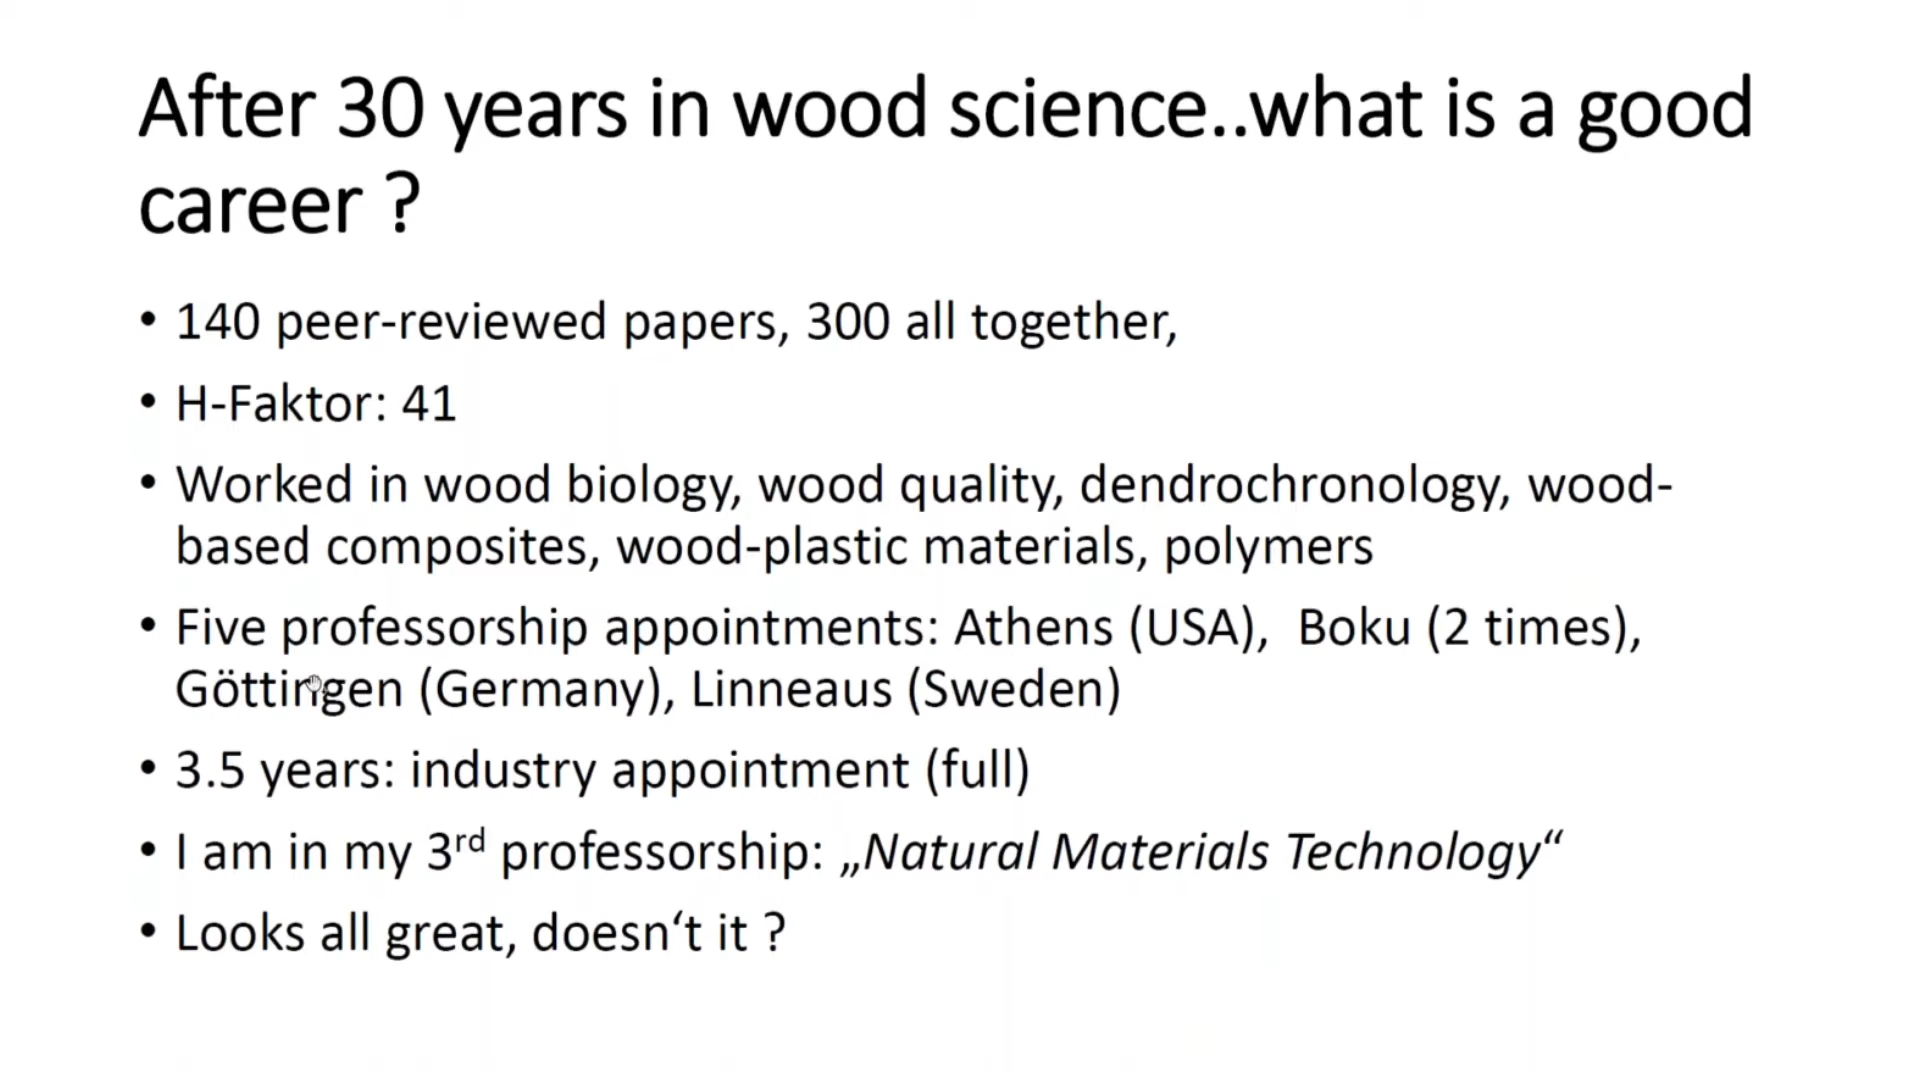 After 30 years in wood science..what is a good
career ?
• 140 peer-reviewed papers, 300 all together,
• H-Faktor: 41
• Worked in wood biology, wood quality, dendrochronology, wood-
based composites, wood-plastic materials, polymers
• Five professorship appointments: Athens (USA),  Boku (2 times),
Göttingen (Germany), Linneaus (Sweden)
• 3.5 years: industry appointment (full)
• I am in my 3rd professorship: „Natural Materials Technology“
• Looks all great, doesn‘t it ?